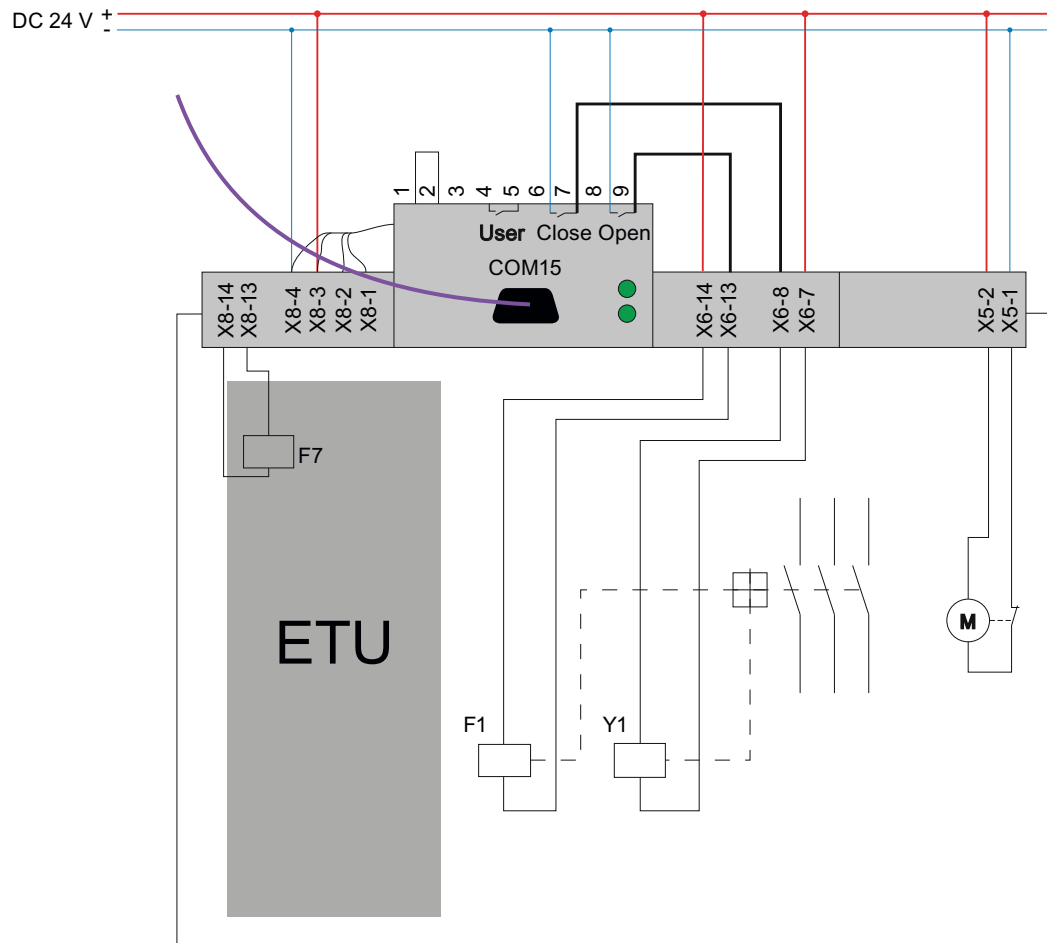 DC 24 V + -
1 2 3 4 5 6 7 8 9
User Close Open
COM15
X8-14 X8-13 X8-4 X8-3 X8-2 X8-1 X6-14 X6-13 X6-8 X6-7 X5-2 X5-1
F7
M
ETU
F1 Y1